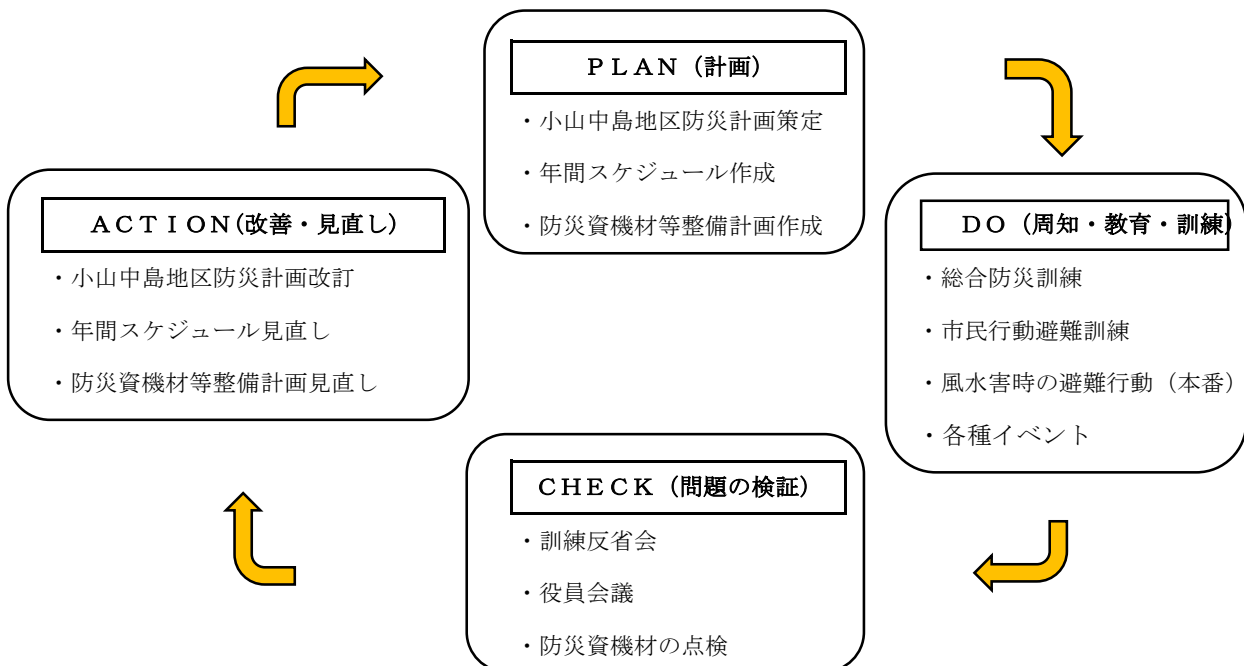 ＰＬＡＮ（計画）
・小山中島地区防災計画策定
・年間スケジュール作成
・防災資機材等整備計画作成
ＤＯ（周知・教育・訓練）
・総合防災訓練
・市民行動避難訓練
・風水害時の避難行動（本番）
・各種イベント
ＣＨＥＣＫ（問題の検証）
・訓練反省会
・役員会議
・防災資機材の点検
ＡＣＴＩＯＮ(改善・見直し）
・小山中島地区防災計画改訂
・年間スケジュール見直し
・防災資機材等整備計画見直し